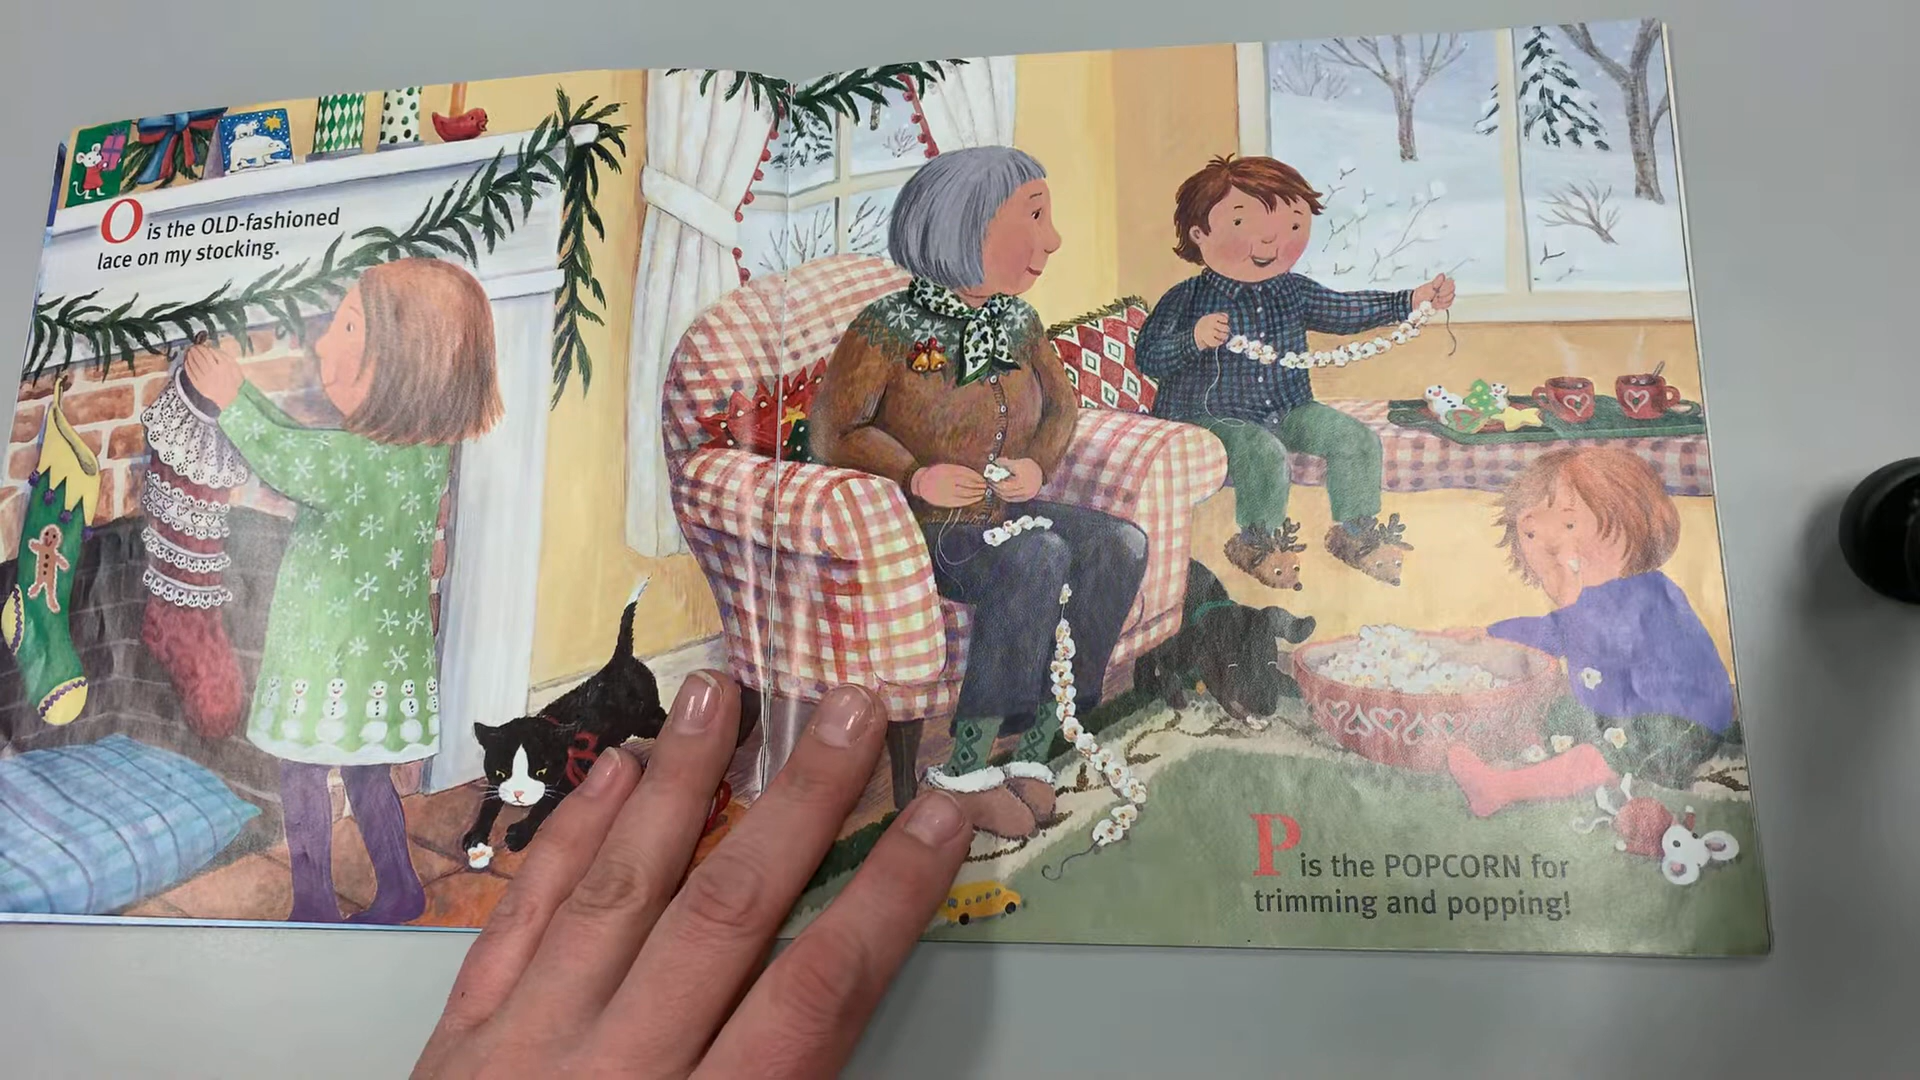 O is the OLD-fashioned
lace on my stocking.
P is the POPCORN for
trimming and popping!